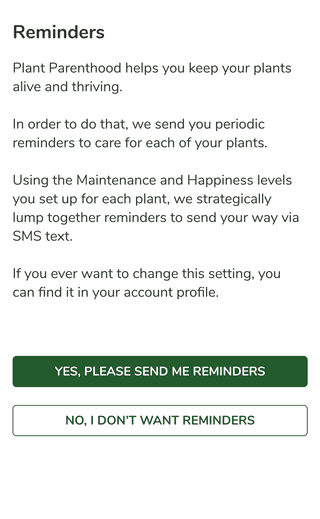 Reminders
Plant Parenthood helps you keep your plants
alive and thriving.
In order to do that, we send you periodic
reminders to care for each of your plants.
Using the Maintenance and Happiness levels
you set up for each plant, we strategically
lump together reminders to send your way via
SMS text.
If you ever want to change this setting, you
can find it in your account profile.
YES, PLEASE SEND ME REMINDERS
NO, I DON'T WANT REMINDERS